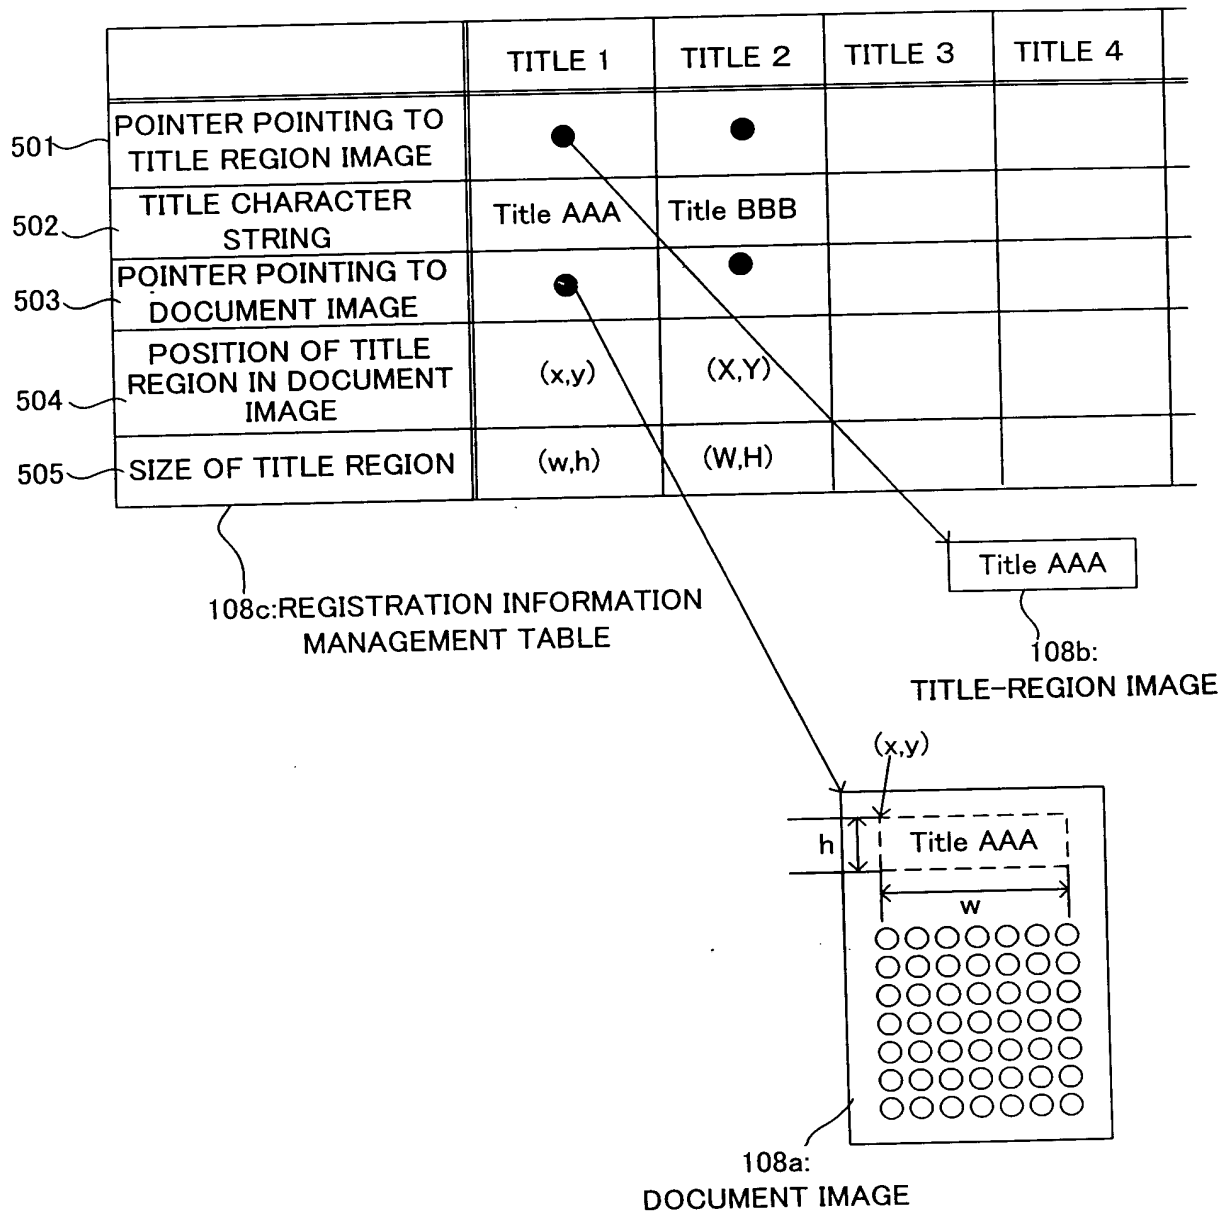 TITLE 1 TITLE 2 TITLE 3 TITLE 4
501 POINTER POINTING TO
TITLE REGION IMAGE
502 TITLE CHARACTER
STRING
Title AAA Title BBB
503 POINTER POINTING TO
DOCUMENT IMAGE
504 POSITION OF TITLE
REGION IN DOCUMENT
IMAGE
(x,y) (X,Y)
505 SIZE OF TITLE REGION (w,h) (W,H)
108c:REGISTRATION INFORMATION
MANAGEMENT TABLE
Title AAA
108b:
TITLE-REGION IMAGE
(x,y)
h Title AAA
w
108a:
DOCUMENT IMAGE